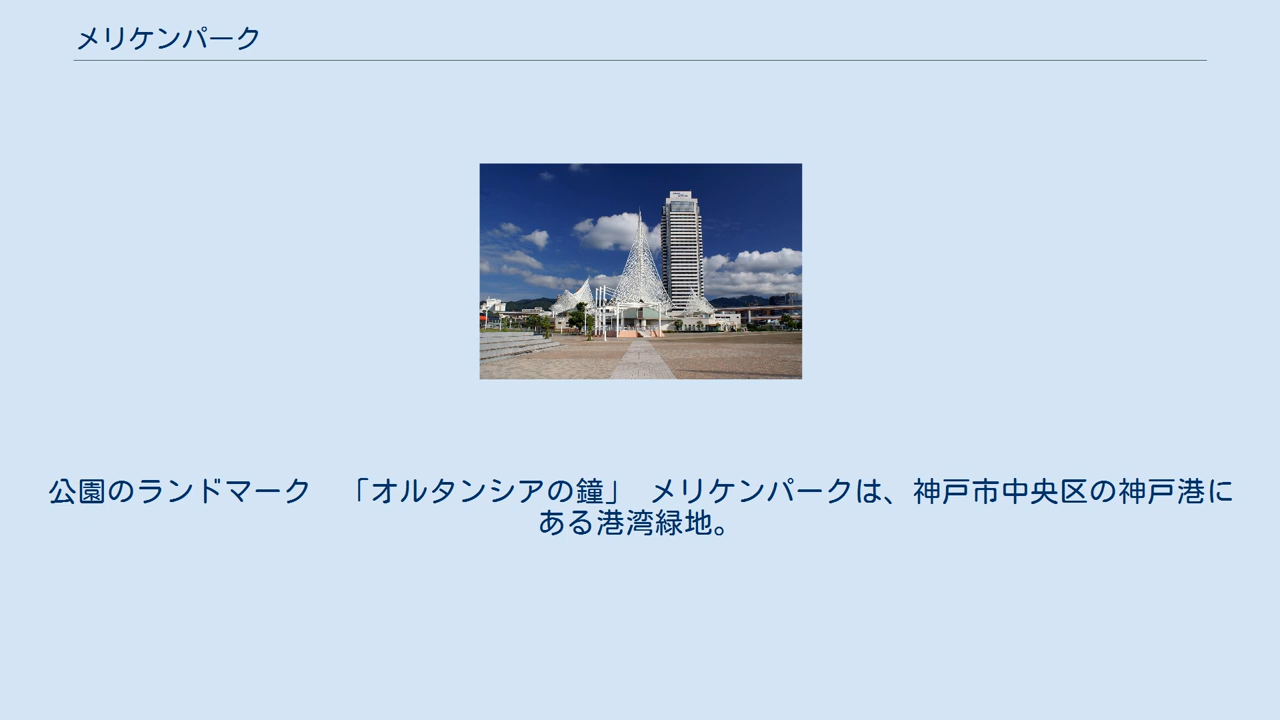 メリケンパーク
公園のランドマーク　「オルタンシアの鐘」 メリケンパークは、神戸市中央区の神戸港に
ある港湾緑地。